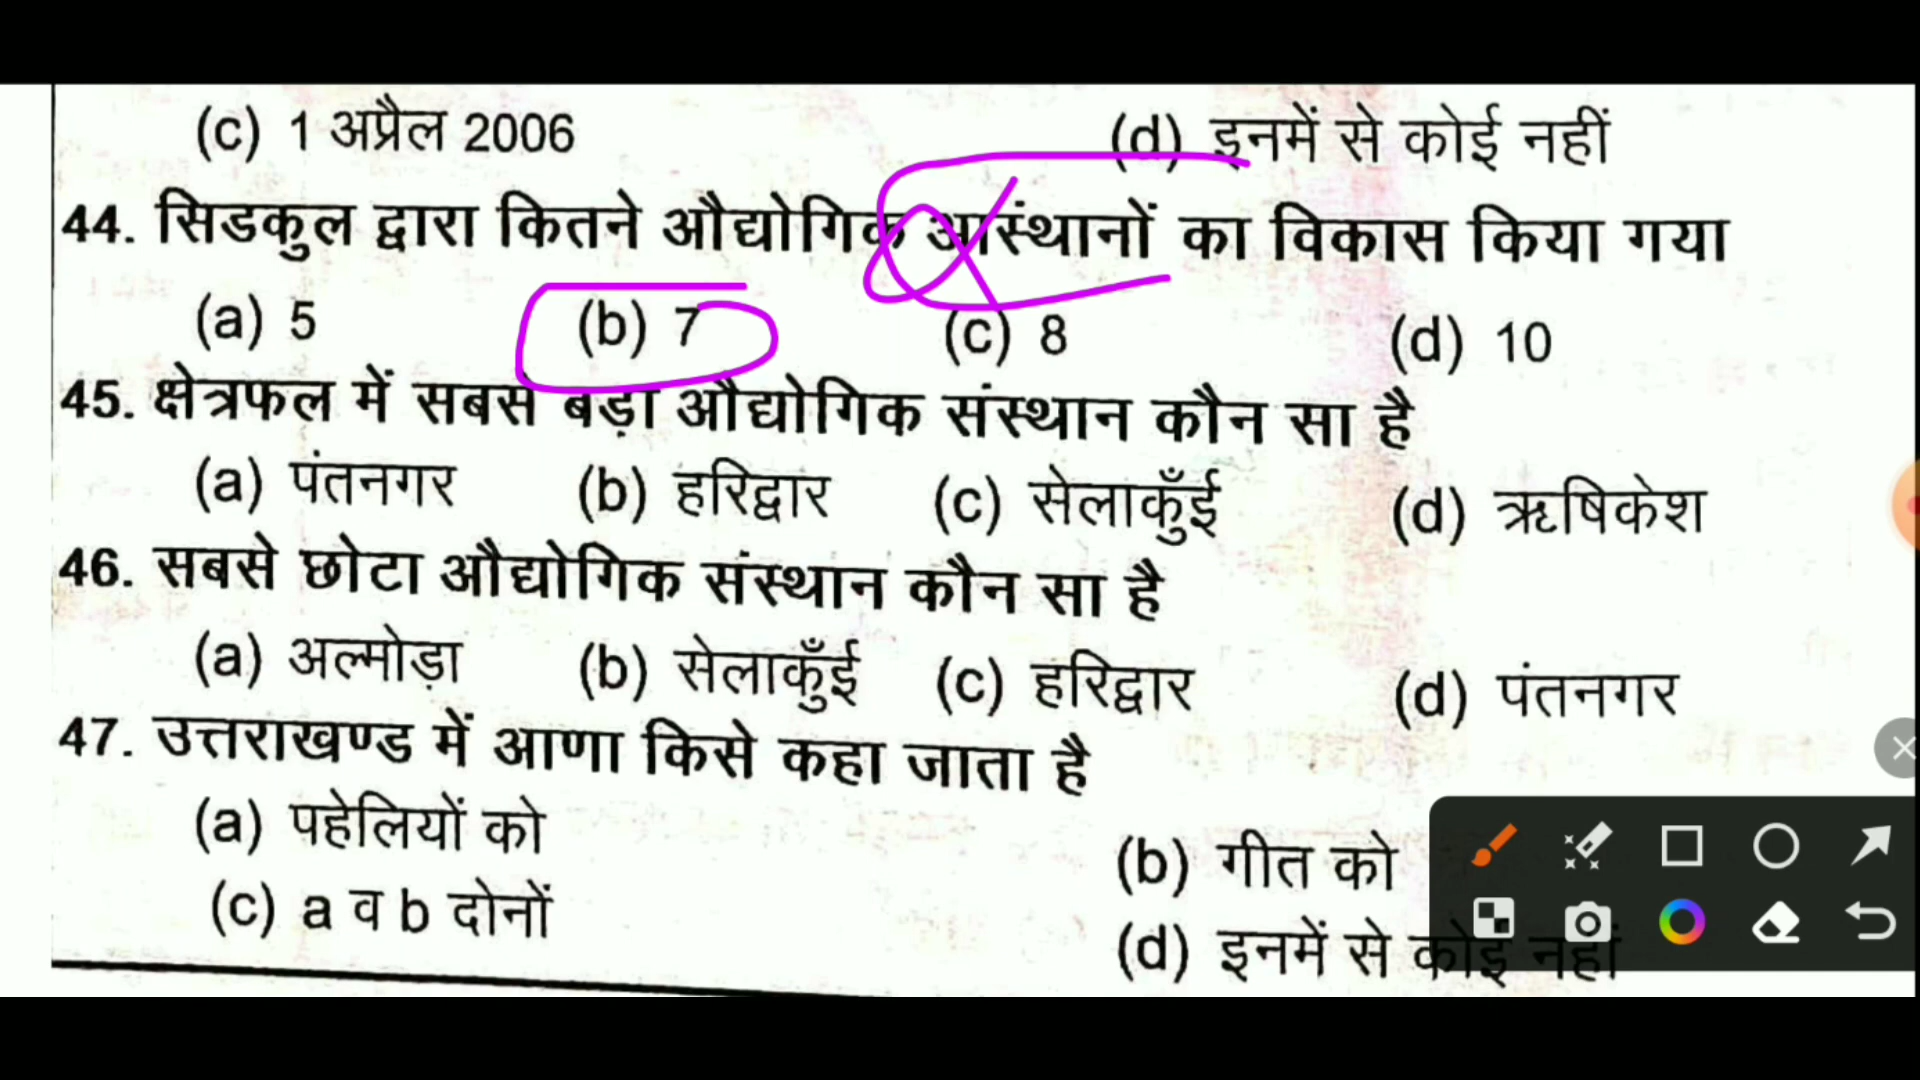 (c) 1 अप्रैल 2006 (d) इनमें से कोई नहीं
44. सिडकुल द्वारा कितने औद्योगिक आस्ंथानों का विकास किया गया
(a) 5 (b) 7 (c) 8 (d) 10
45. क्षेत्रफल में सबसे बड़ा औद्योगिक संस्थान कौन सा है
(a) पंतनगर (b) हरिद्वार (c) सेलाकुँई (d) ऋषिकेश
46. सबसे छोटा औद्योगिक संस्थान कौन सा है
(a) अल्मोड़ा (b) सेलाकुँई (c) हरिद्वार (d) पंतनगर
47. उत्तराखण्ड में आणा किसे कहा जाता है
(a) पहेलियों को (b) गीत को
(c) a व b दोनों (d) इनमें से कोई नहीं